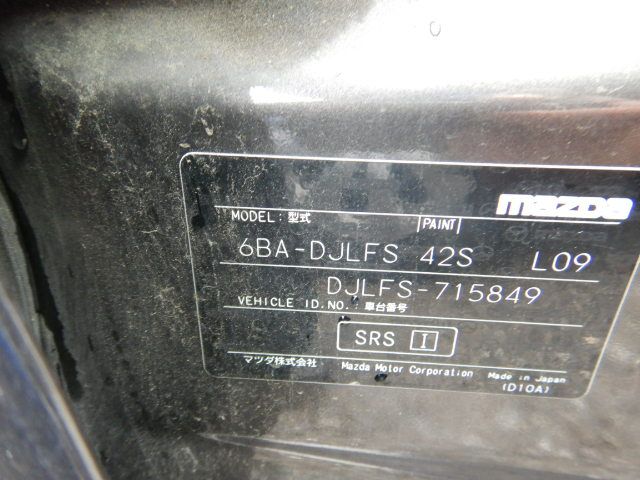 mazda
MODEL: 型式 PAINT
6BA-DJLFS 42S L09
DJLFS-715849
VEHICLE ID.NO.:車台番号
SRS I
マツダ株式会社 Mazda Motor Corporation Made in Japan
(D10A)